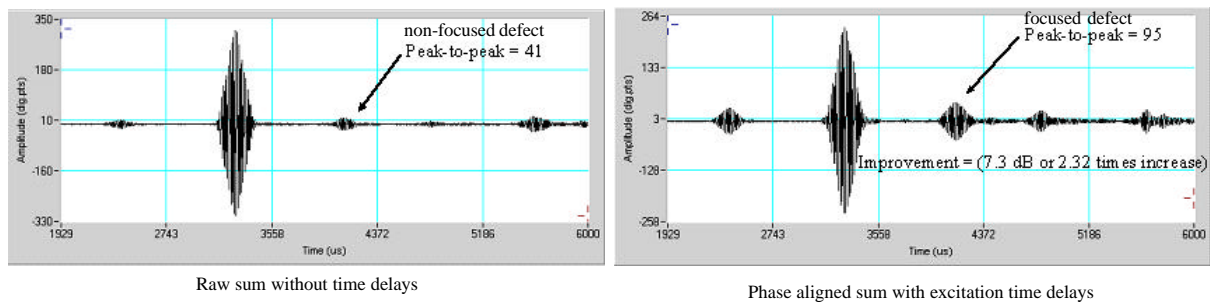 350
180
10
-160
-330
Amplitude (dig.pts)
non-focused defect
Peak-to-peak = 41
1929
2743
3558
4372
5186
6000
Time (us)
Raw sum without time delays
264
133
3
-128
-258
Amplitude (dig.pts)
focused defect
Peak-to-peak = 95
Improvement = (7.3 dB or 2.32 times increase)
1929
2743
3558
4372
5186
6000
Time (us)
Phase aligned sum with excitation time delays